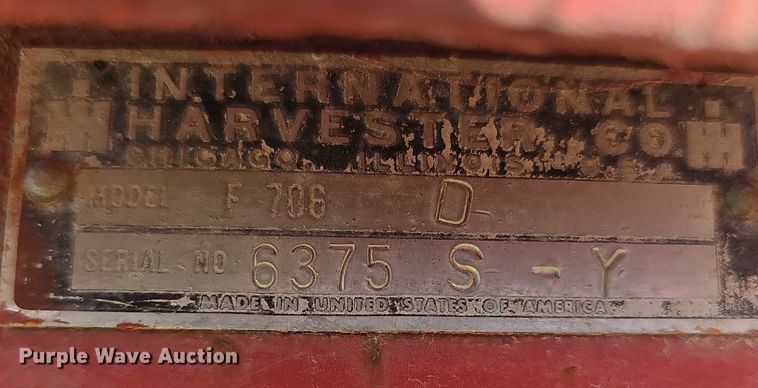 INTERNATIONAL
HARVESTER CO
CHICAGO, ILLINOIS, U.S.A.
MODEL F 706 D
SERIAL NO 6375 S - Y
MADE IN UNITED STATES OF AMERICA
Purple Wave Auction